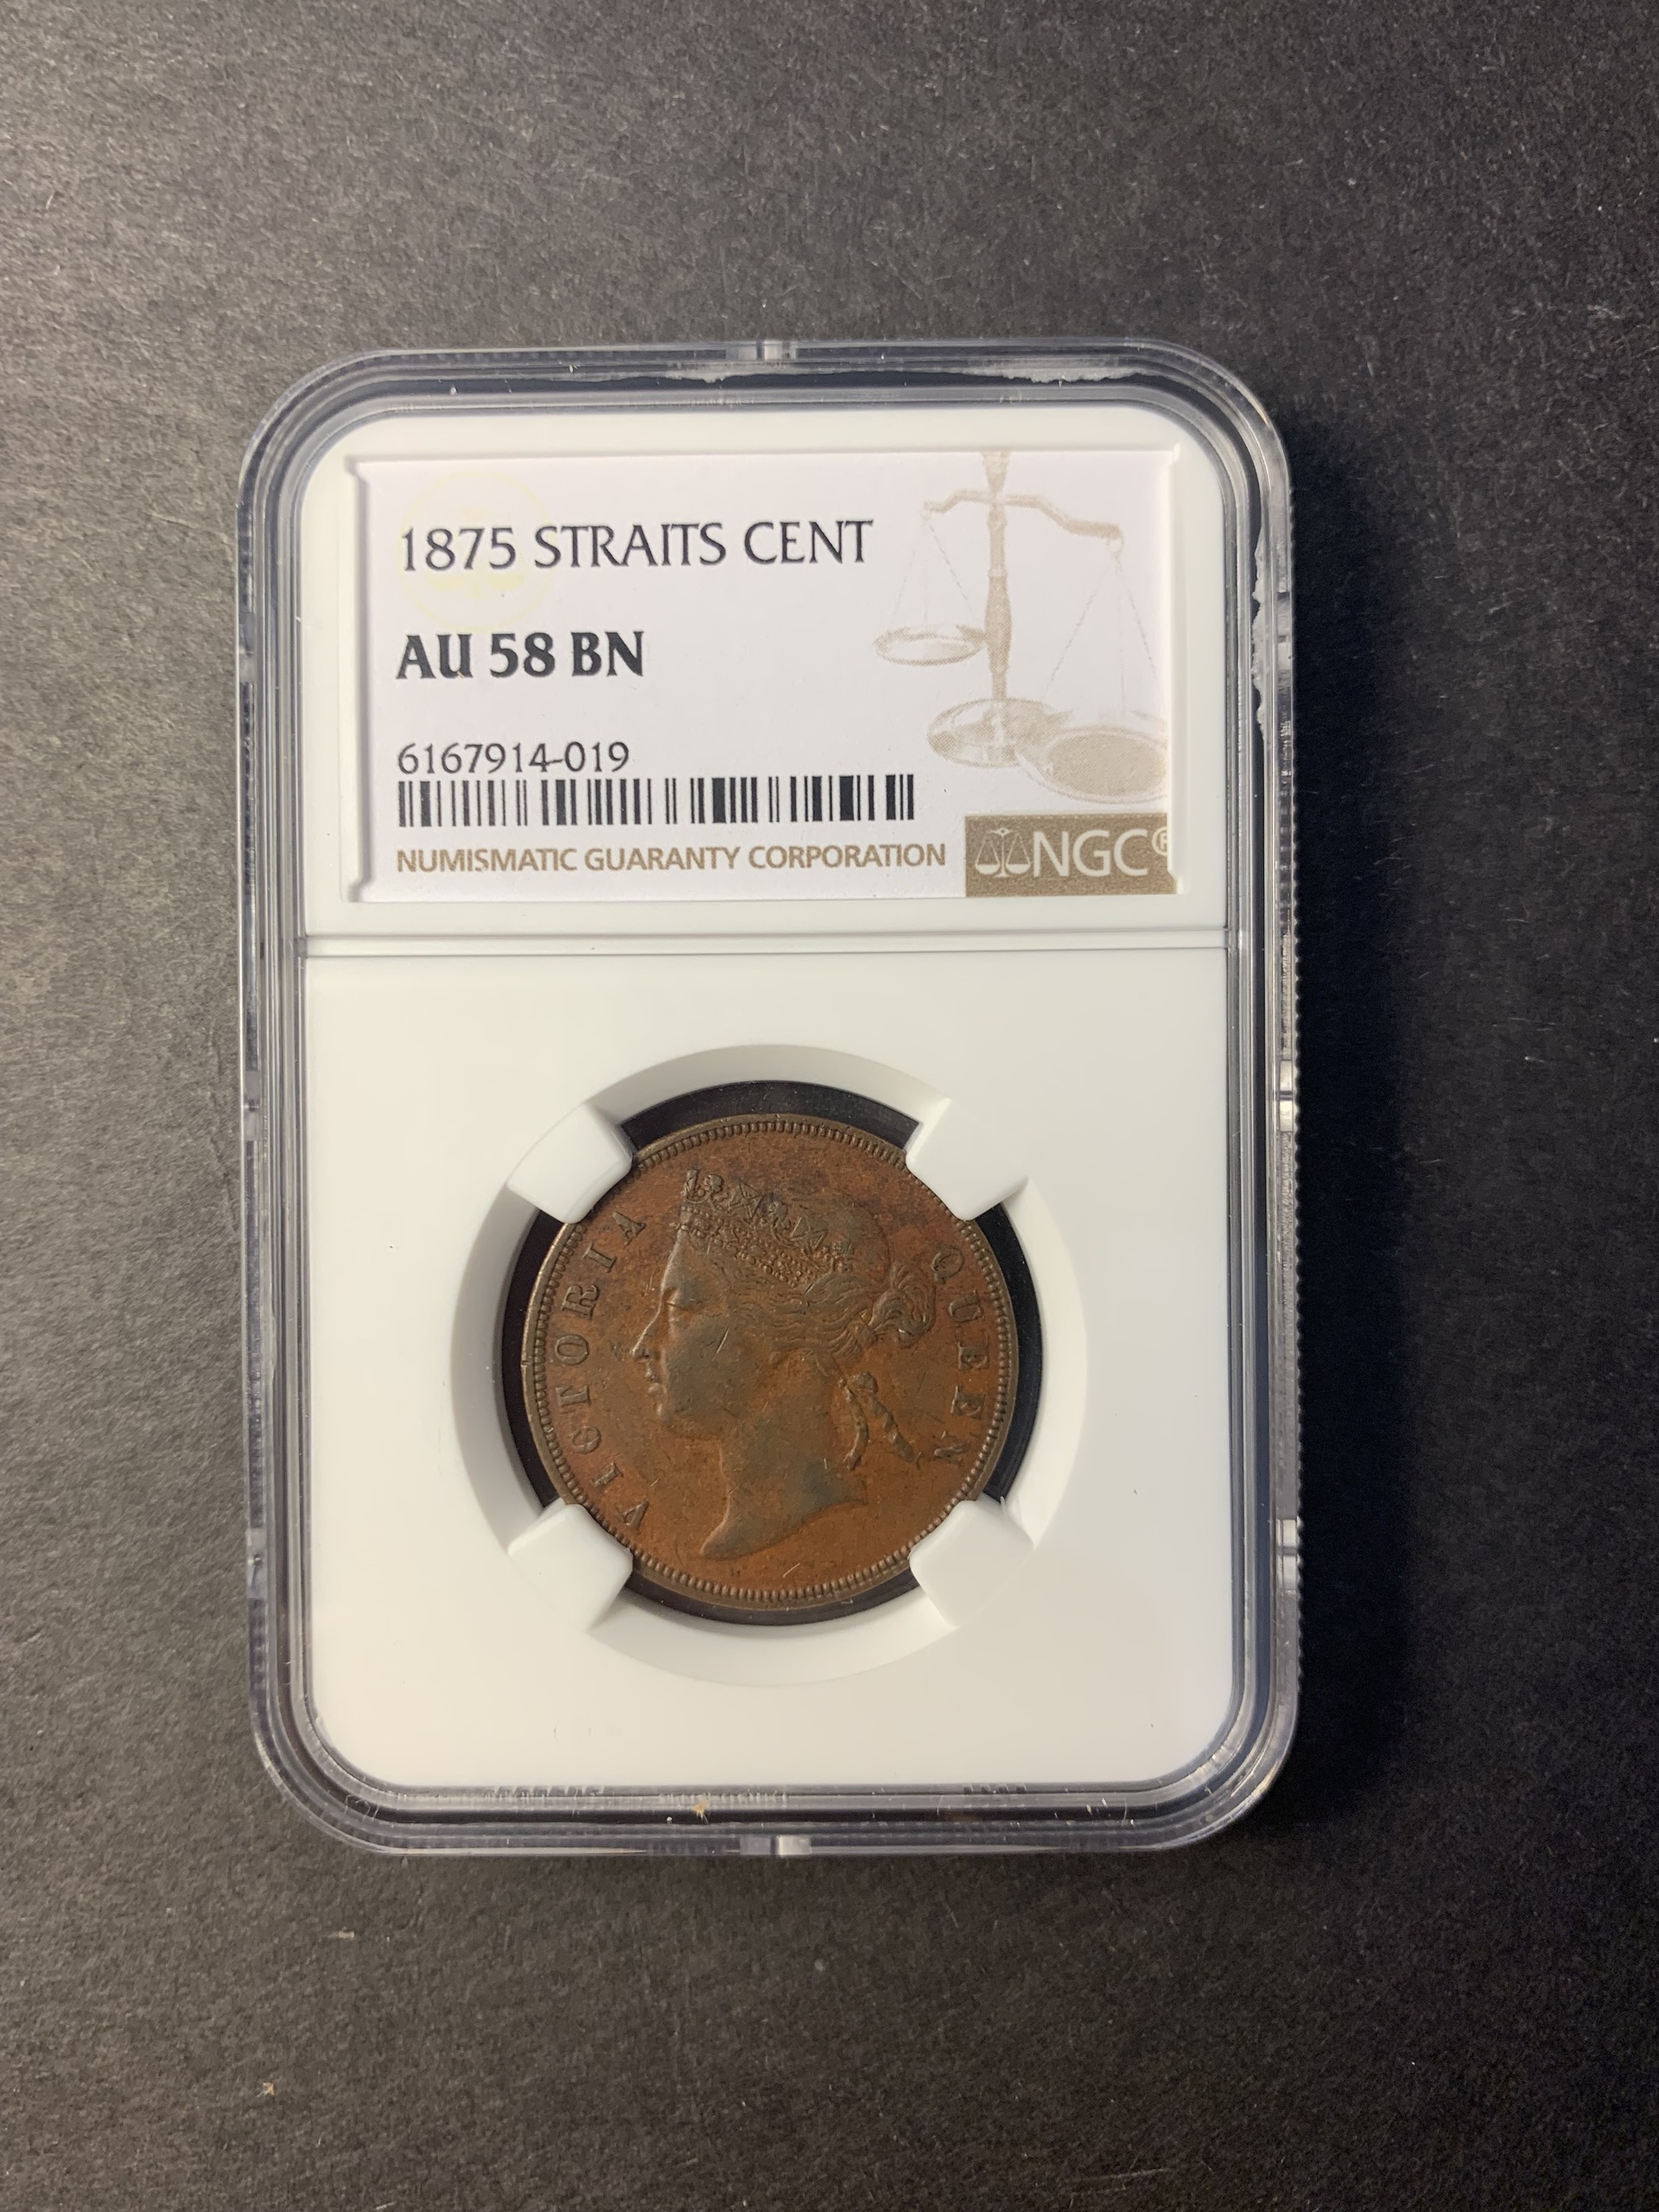 1875 STRAITS CENT
AU 58 BN
6167914-019
NUMISMATIC GUARANTY CORPORATION NGC®
VICTORIA QUEEN